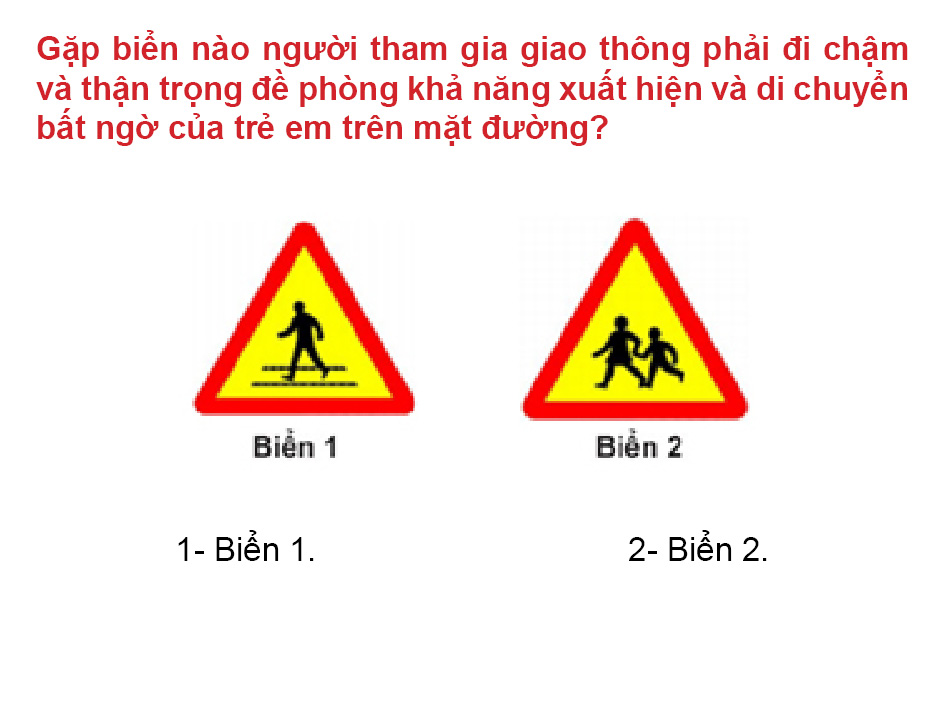 Gặp biển nào người tham gia giao thông phải đi chậm
và thận trọng đề phòng khả năng xuất hiện và di chuyển
bất ngờ của trẻ em trên mặt đường?
Biển 1
Biển 2
1- Biển 1.
2- Biển 2.